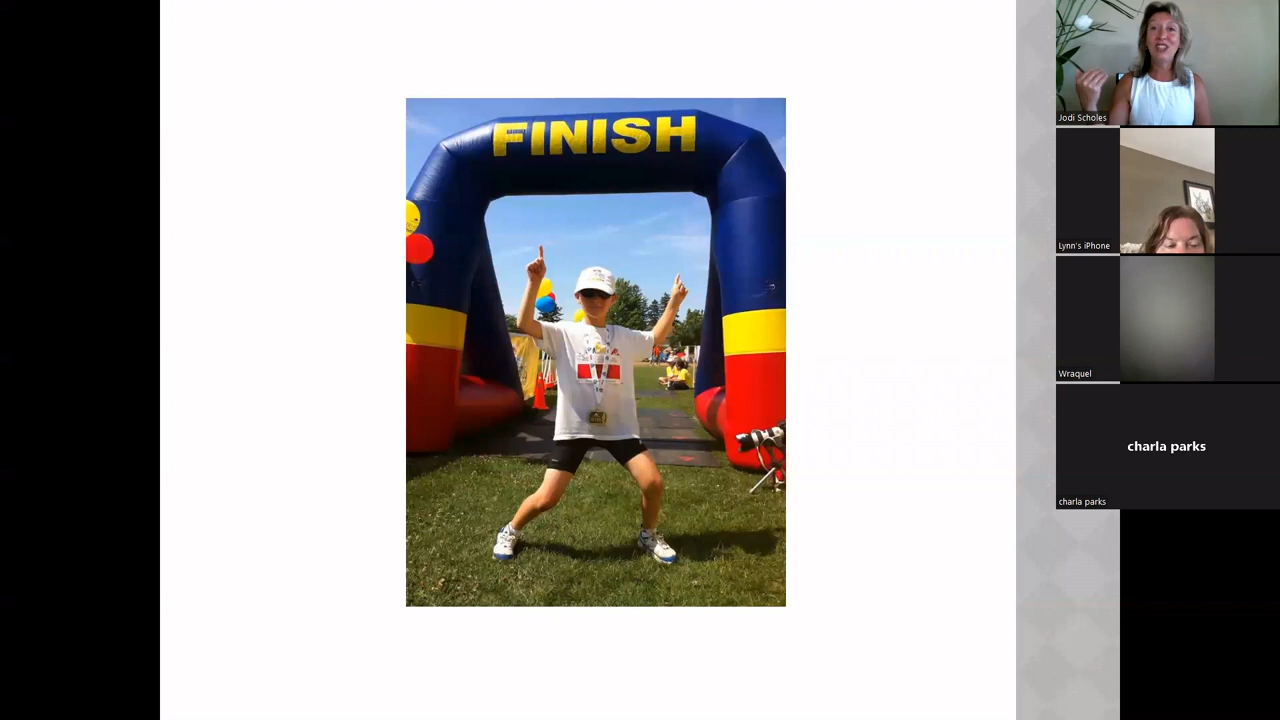 FINISH
Jodi Scholes
Lynn's iPhone
Wraquel
charla parks
charla parks